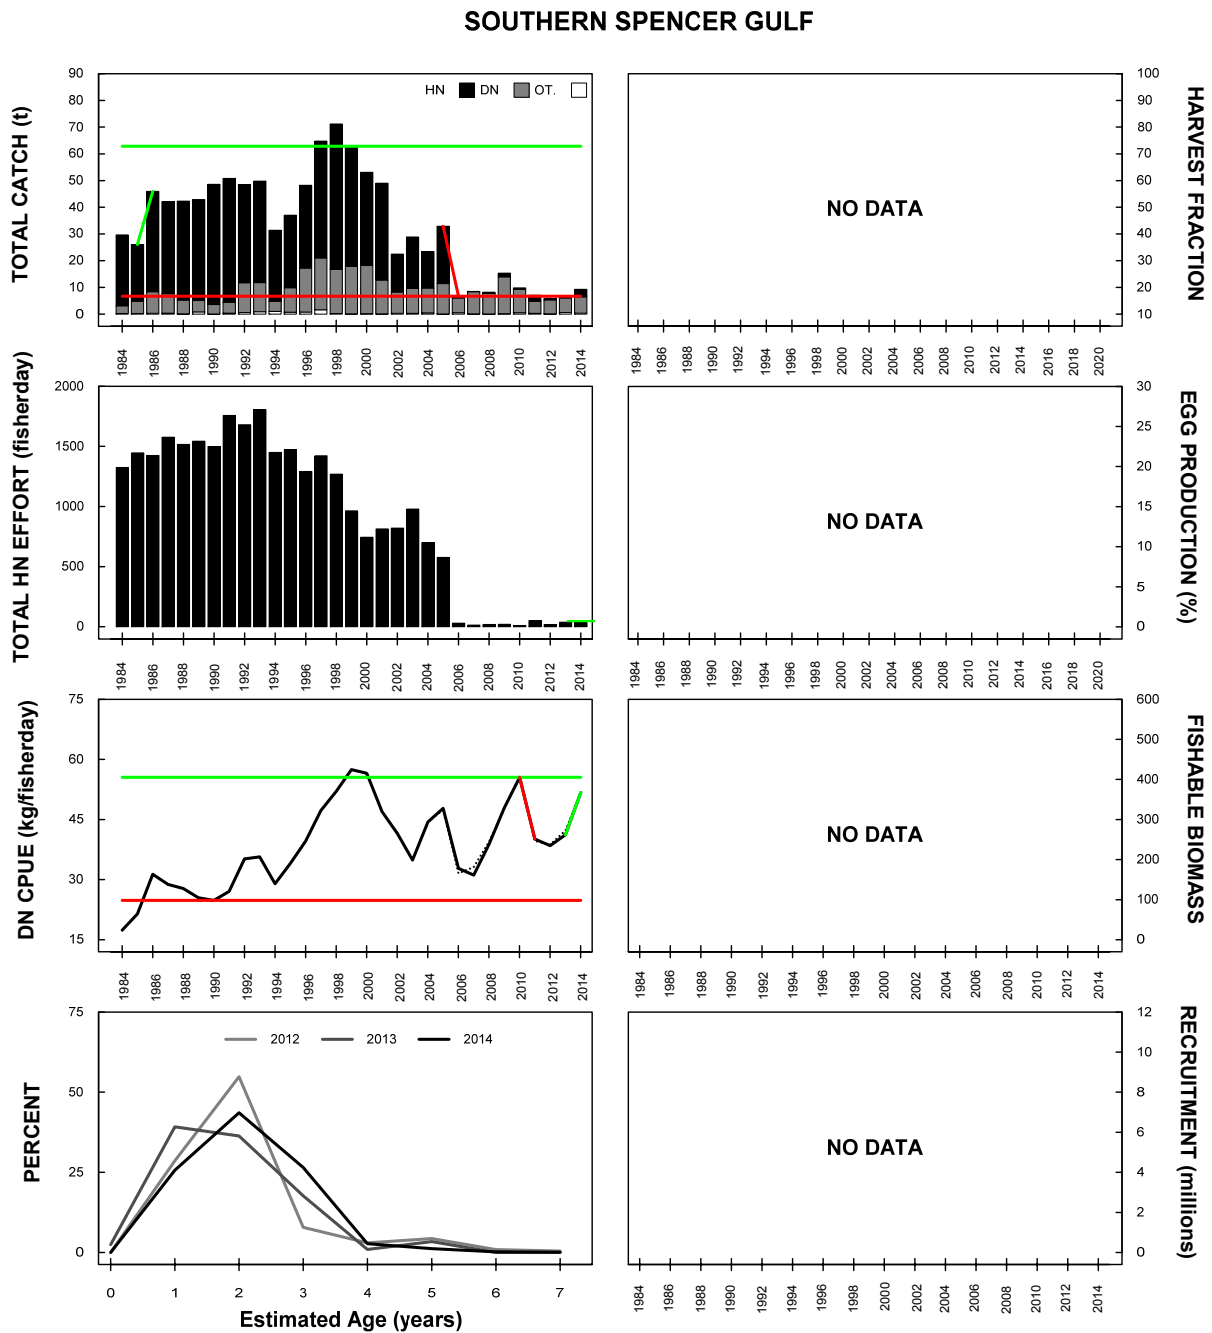 SOUTHERN SPENCER GULF
TOTAL CATCH (t)
90
80
70
60
50
40
30
20
10
0
HN DN OT.
1984 1986 1988 1990 1992 1994 1996 1998 2000 2002 2004 2006 2008 2010 2012 2014
NO DATA
100
90
80
70
60
50
40
30
20
10
HARVEST FRACTION
1984 1986 1988 1990 1992 1994 1996 1998 2000 2002 2004 2006 2008 2010 2012 2014 2016 2018 2020
TOTAL HN EFFORT (fisherday)
2000
1500
1000
500
0
1984 1986 1988 1990 1992 1994 1996 1998 2000 2002 2004 2006 2008 2010 2012 2014
NO DATA
30
25
20
15
10
5
0
EGG PRODUCTION (%)
1984 1986 1988 1990 1992 1994 1996 1998 2000 2002 2004 2006 2008 2010 2012 2014 2016 2018 2020
DN CPUE (kg/fisherday)
75
60
45
30
15
1984 1986 1988 1990 1992 1994 1996 1998 2000 2002 2004 2006 2008 2010 2012 2014
NO DATA
600
500
400
300
200
100
0
FISHABLE BIOMASS
1984 1986 1988 1990 1992 1994 1996 1998 2000 2002 2004 2006 2008 2010 2012 2014
PERCENT
75
50
25
0
2012 2013 2014
0 1 2 3 4 5 6 7
Estimated Age (years)
NO DATA
12
10
8
6
4
2
0
RECRUITMENT (millions)
1984 1986 1988 1990 1992 1994 1996 1998 2000 2002 2004 2006 2008 2010 2012 2014